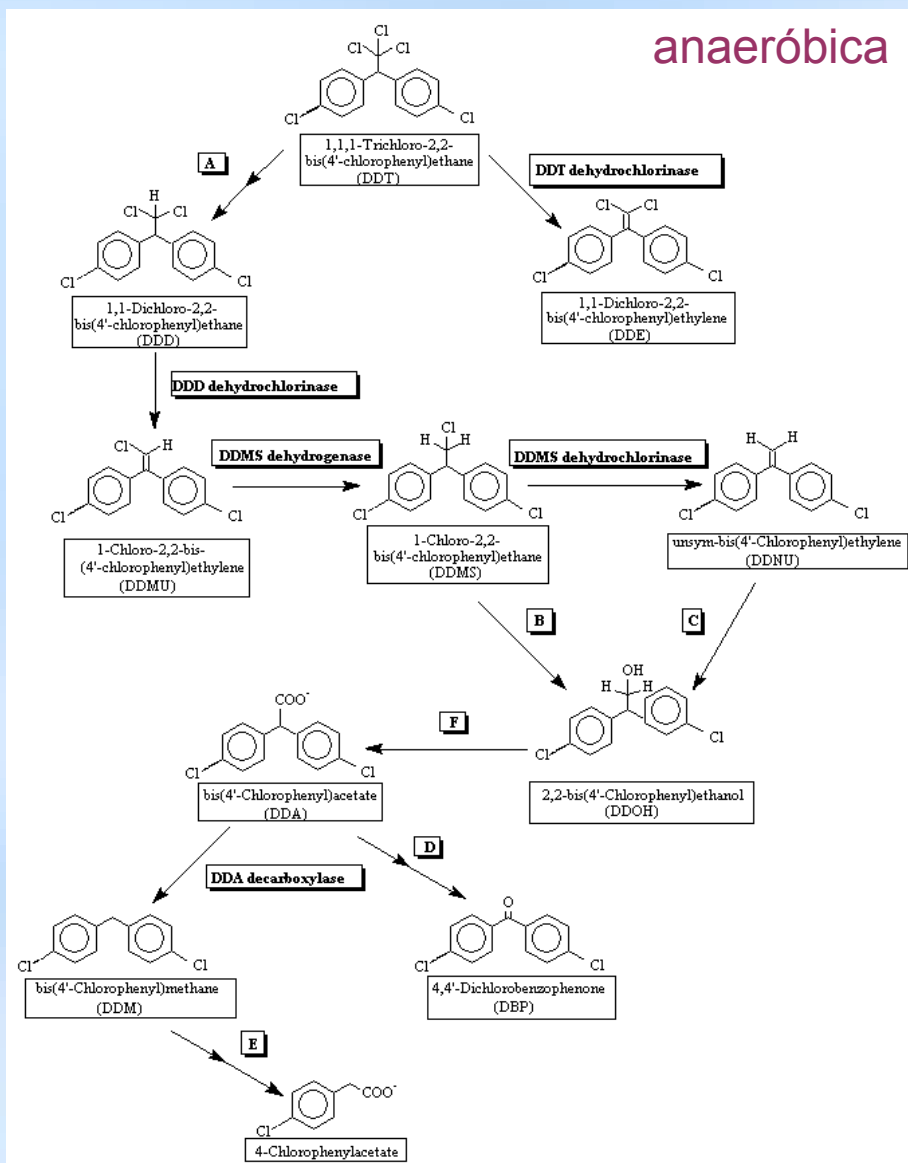 anaeróbica
Cl
Cl Cl
Cl Cl
1,1,1-Trichloro-2,2-
bis(4'-chlorophenyl)ethane
(DDT)
A
DDT dehydrochlorinase
H
Cl Cl
Cl Cl
1,1-Dichloro-2,2-
bis(4'-chlorophenyl)ethane
(DDD)
Cl Cl
Cl Cl
1,1-Dichloro-2,2-
bis(4'-chlorophenyl)ethylene
(DDE)
DDD dehydrochlorinase
Cl H
Cl Cl
1-Chloro-2,2-bis-
(4'-chlorophenyl)ethylene
(DDMU)
DDMS dehydrogenase
Cl
H H
Cl Cl
1-Chloro-2,2-
bis(4'-chlorophenyl)ethane
(DDMS)
DDMS dehydrochlorinase
H H
Cl Cl
unsym-bis(4'-Chlorophenyl)ethylene
(DDNU)
B
C
OH
H H
Cl Cl
2,2-bis(4'-Chlorophenyl)ethanol
(DDOH)
F
COO-
Cl Cl
bis(4'-Chlorophenyl)acetate
(DDA)
DDA decarboxylase
D
Cl Cl
bis(4'-Chlorophenyl)methane
(DDM)
O
Cl Cl
4,4'-Dichlorobenzophenone
(DBP)
E
COO-
Cl
4-Chlorophenylacetate